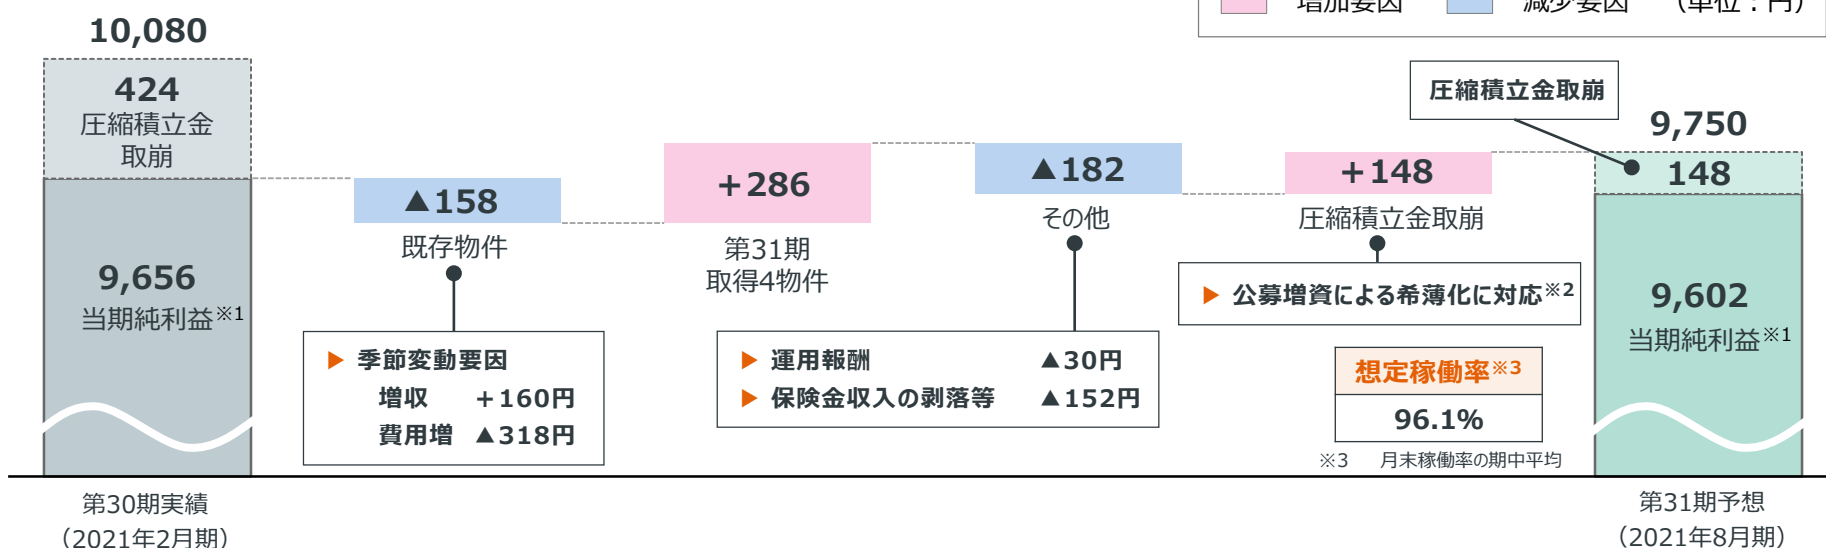 増加要因 減少要因 (単位：円)
10,080
424
圧縮積立金
取崩
9,656
当期純利益※1
▲158
既存物件
▶ 季節変動要因
増収 +160円
費用増 ▲318円
+286
第31期
取得4物件
▲182
その他
▶ 運用報酬 ▲30円
▶ 保険金収入の剥落等 ▲152円
+148
圧縮積立金取崩
▶ 公募増資による希薄化に対応※2
想定稼働率※3
96.1%
※3 月末稼働率の期中平均
圧縮積立金取崩
9,750
148
9,602
当期純利益※1
第30期実績
（2021年2月期）
第31期予想
（2021年8月期）